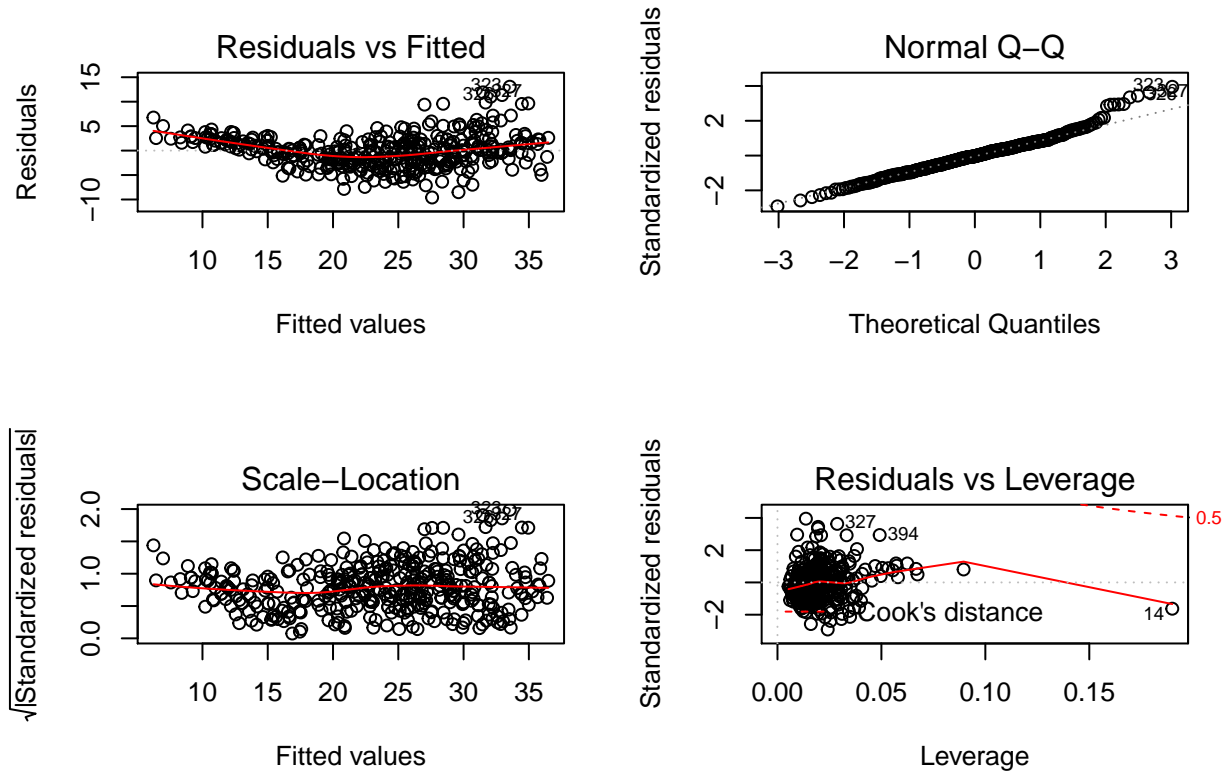 Residuals vs Fitted
Residuals
15
5
−10
323
327
10 15 20 25 30 35
Fitted values
Normal Q−Q
Standardized residuals
2
−2
323
−3 −2 −1 0 1 2 3
Theoretical Quantiles
Scale−Location
√|Standardized residuals|
2.0
1.0
0.0
10 15 20 25 30 35
Fitted values
Residuals vs Leverage
Standardized residuals
2
−2
327
394
14
0.5
Cook's distance
0.00 0.05 0.10 0.15
Leverage